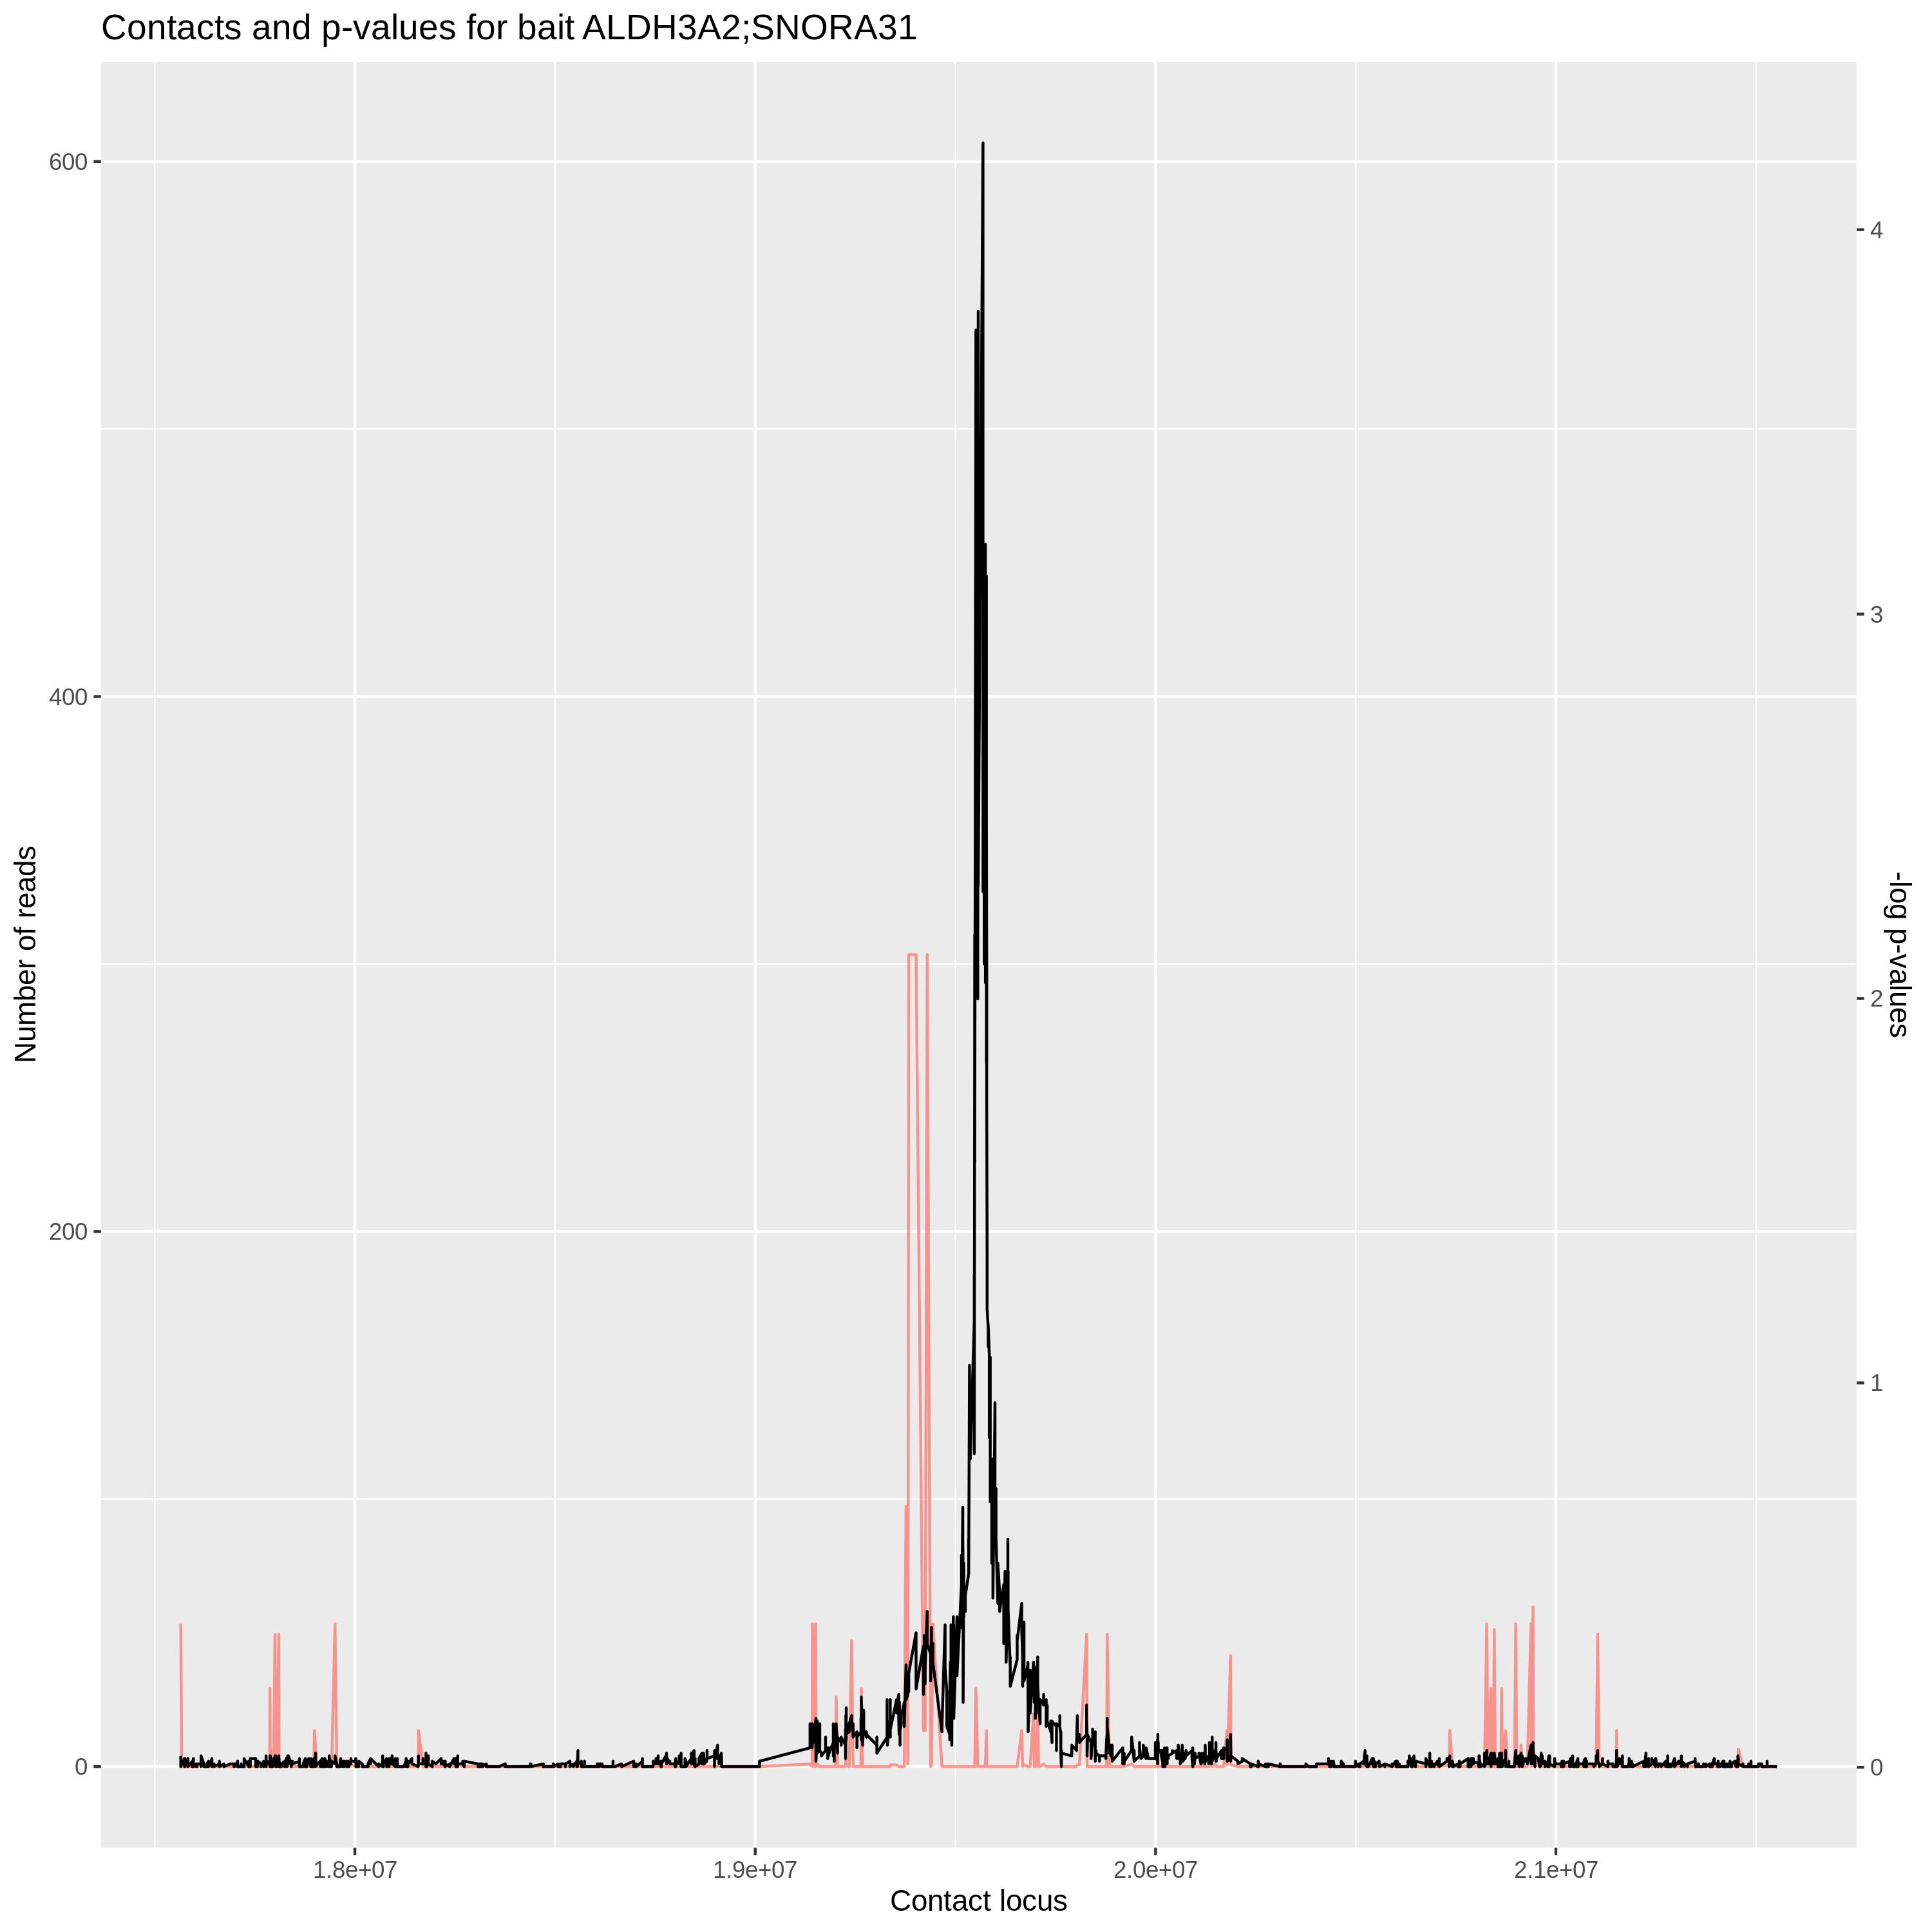 Contacts and p-values for bait ALDH3A2;SNORA31
600
400
200
0
Number of reads
4
3
2
1
0
-log p-values
1.8e+07
1.9e+07
2.0e+07
2.1e+07
Contact locus